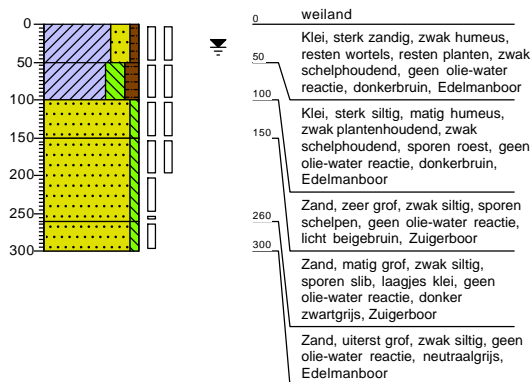 0
50
100
150
200
250
300
0
weiland
Klei, sterk zandig, zwak humeus,
resten wortels, resten planten, zwak
schelphoudend, geen olie-water
reactie, donkerbruin, Edelmanboor
50
Klei, sterk siltig, matig humeus,
zwak plantenhoudend, zwak
schelphoudend, sporen roest, geen
olie-water reactie, donkerbruin,
Edelmanboor
100
Zand, zeer grof, zwak siltig, sporen
schelpen, geen olie-water reactie,
licht beigebruin, Zuigerboor
150
Zand, matig grof, zwak siltig,
sporen slib, laagjes klei, geen
olie-water reactie, donker
zwartgrijs, Zuigerboor
260
Zand, uiterst grof, zwak siltig, geen
olie-water reactie, neutraalgrijs,
Edelmanboor
300